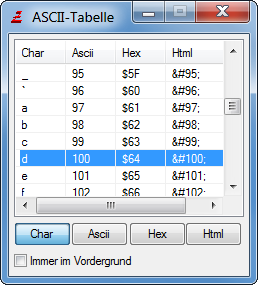 ASCII-Tabelle
Char Ascii Hex Html
_ 95 $5F &#95;
` 96 $60 &#96;
a 97 $61 &#97;
b 98 $62 &#98;
c 99 $63 &#99;
d 100 $64 &#100;
e 101 $65 &#101;
f 102 $66 &#102;
Char Ascii Hex Html
Immer im Vordergrund